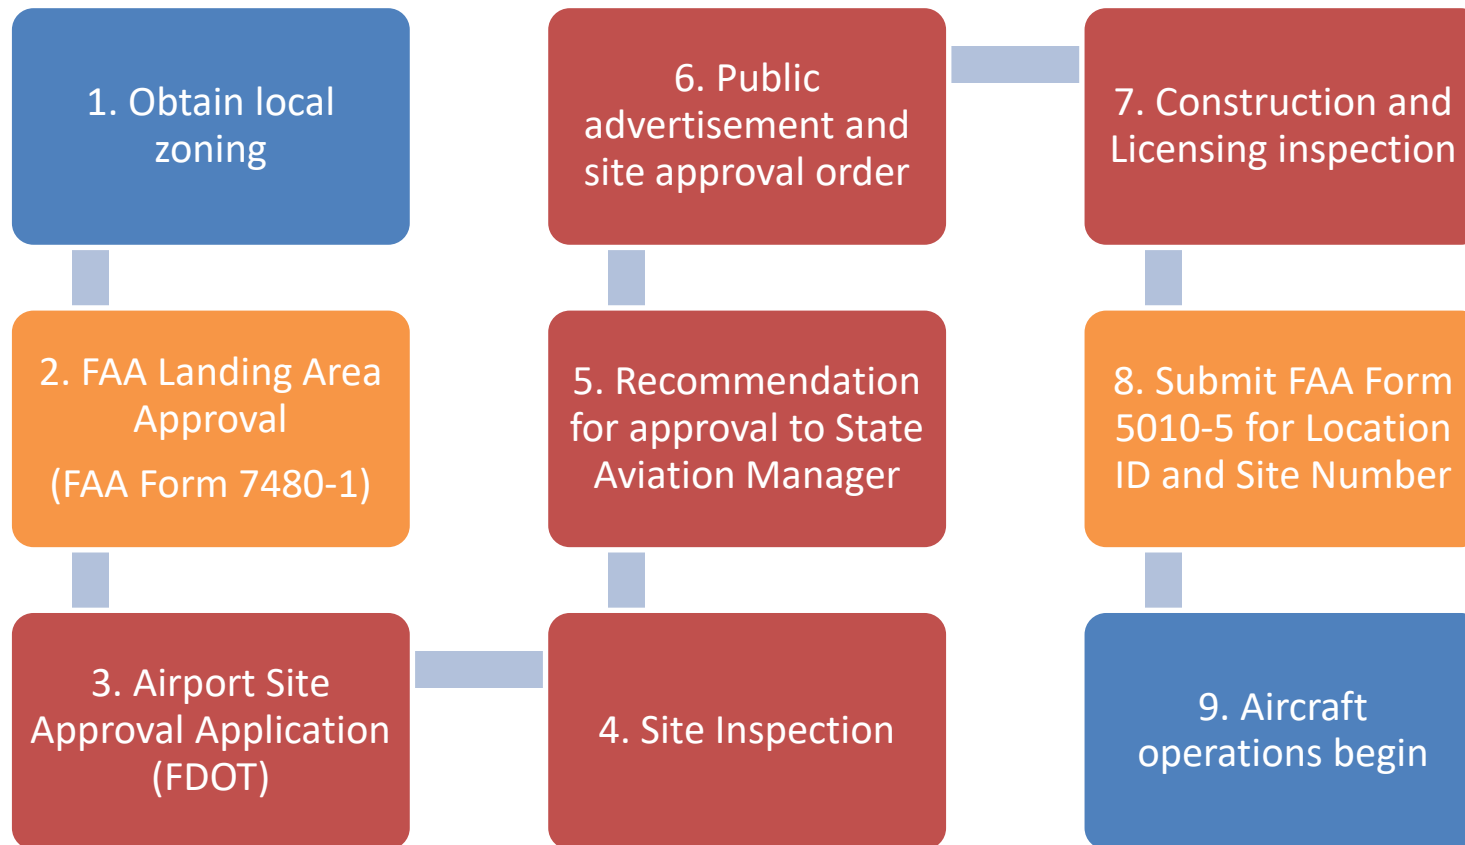 1. Obtain local
zoning
2. FAA Landing Area
Approval
(FAA Form 7480-1)
3. Airport Site
Approval Application
(FDOT)
4. Site Inspection
5. Recommendation
for approval to State
Aviation Manager
6. Public
advertisement and
site approval order
7. Construction and
Licensing inspection
8. Submit FAA Form
5010-5 for Location
ID and Site Number
9. Aircraft
operations begin